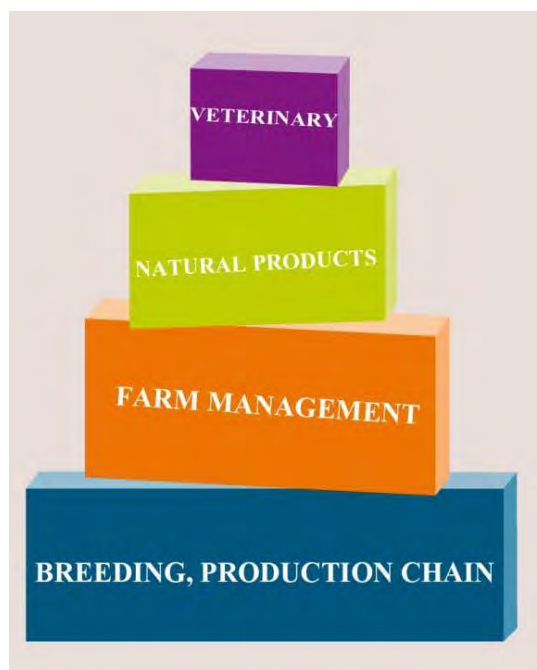 VETERINARY
NATURAL PRODUCTS
FARM MANAGEMENT
BREEDING, PRODUCTION CHAIN